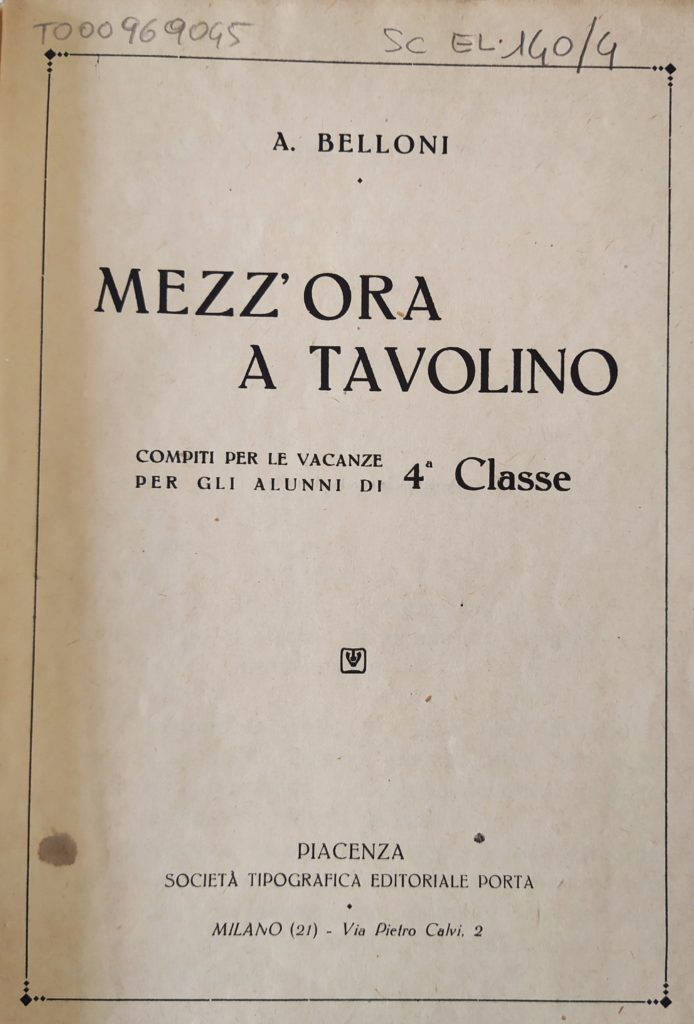 TO00969045
SC EL. 140/4
A. BELLONI
MEZZ'ORA
A TAVOLINO
COMPITI PER LE VACANZE
PER GLI ALUNNI DI 4ª Classe
PIACENZA
SOCIETÀ TIPOGRAFICA EDITORIALE PORTA
MILANO (21) - Via Pietro Calvi, 2